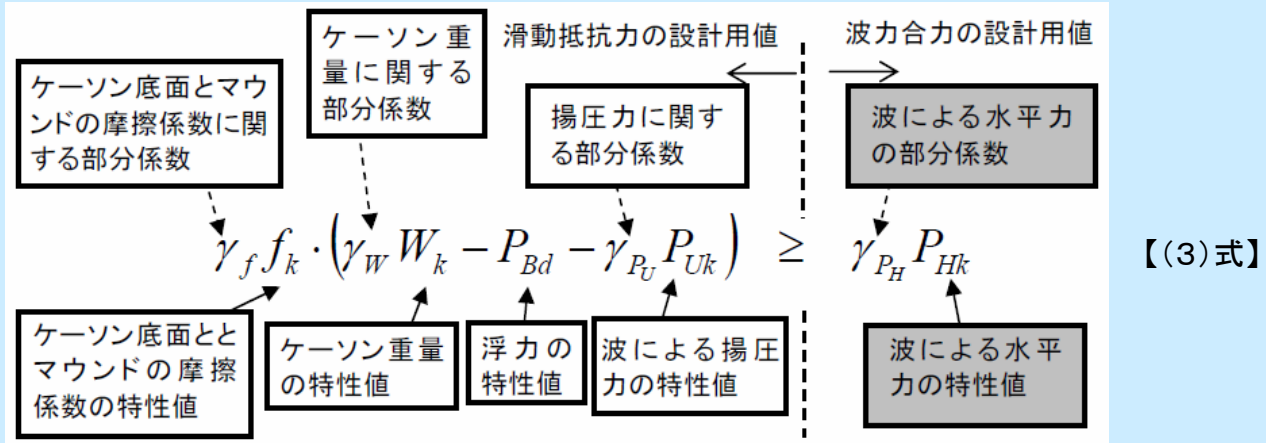 滑動抵抗力の設計用値
波力合力の設計用値
ケーソン底面とマウ
ンドの摩擦係数に関
する部分係数
ケーソン重
量に関する
部分係数
揚圧力に関す
る部分係数
波による水平力
の部分係数
γ_f f_k · (γ_W W_k − P_{Bd} − γ_{P_U} P_{Uk}) ≥ γ_{P_H} P_{Hk}
【(3)式】
ケーソン底面とと
マウンドの摩擦
係数の特性値
ケーソン重量
の特性値
浮力の
特性値
波による揚圧
力の特性値
波による水平
力の特性値